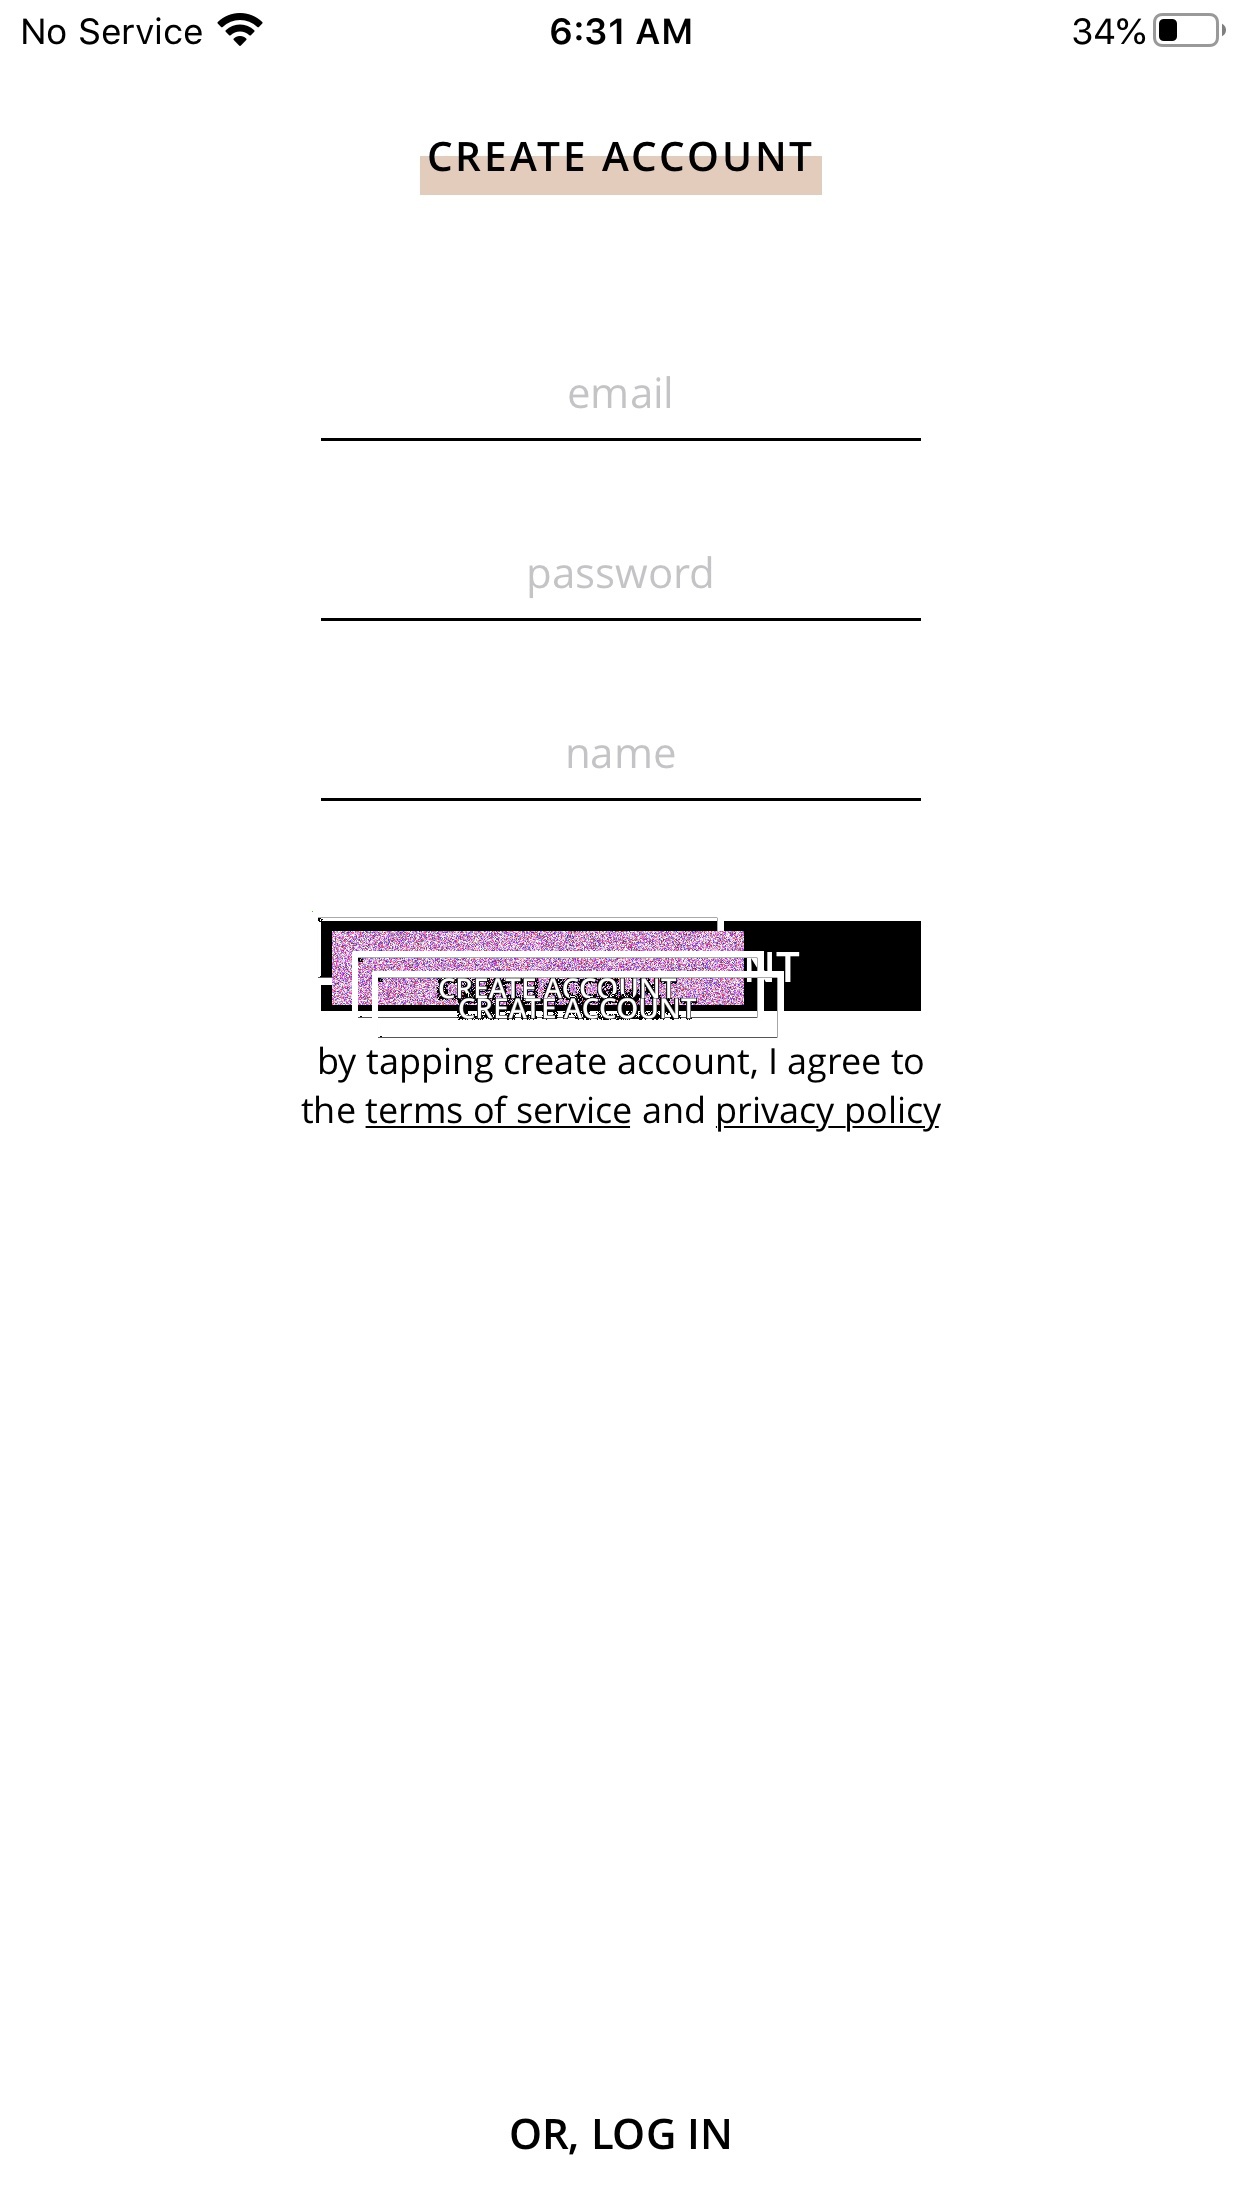 No Service 6:31 AM 34%
CREATE ACCOUNT
email
password
name
NT
CREATE ACCOUNT
CREATE ACCOUNT
by tapping create account, I agree to
the terms of service and privacy policy
OR, LOG IN